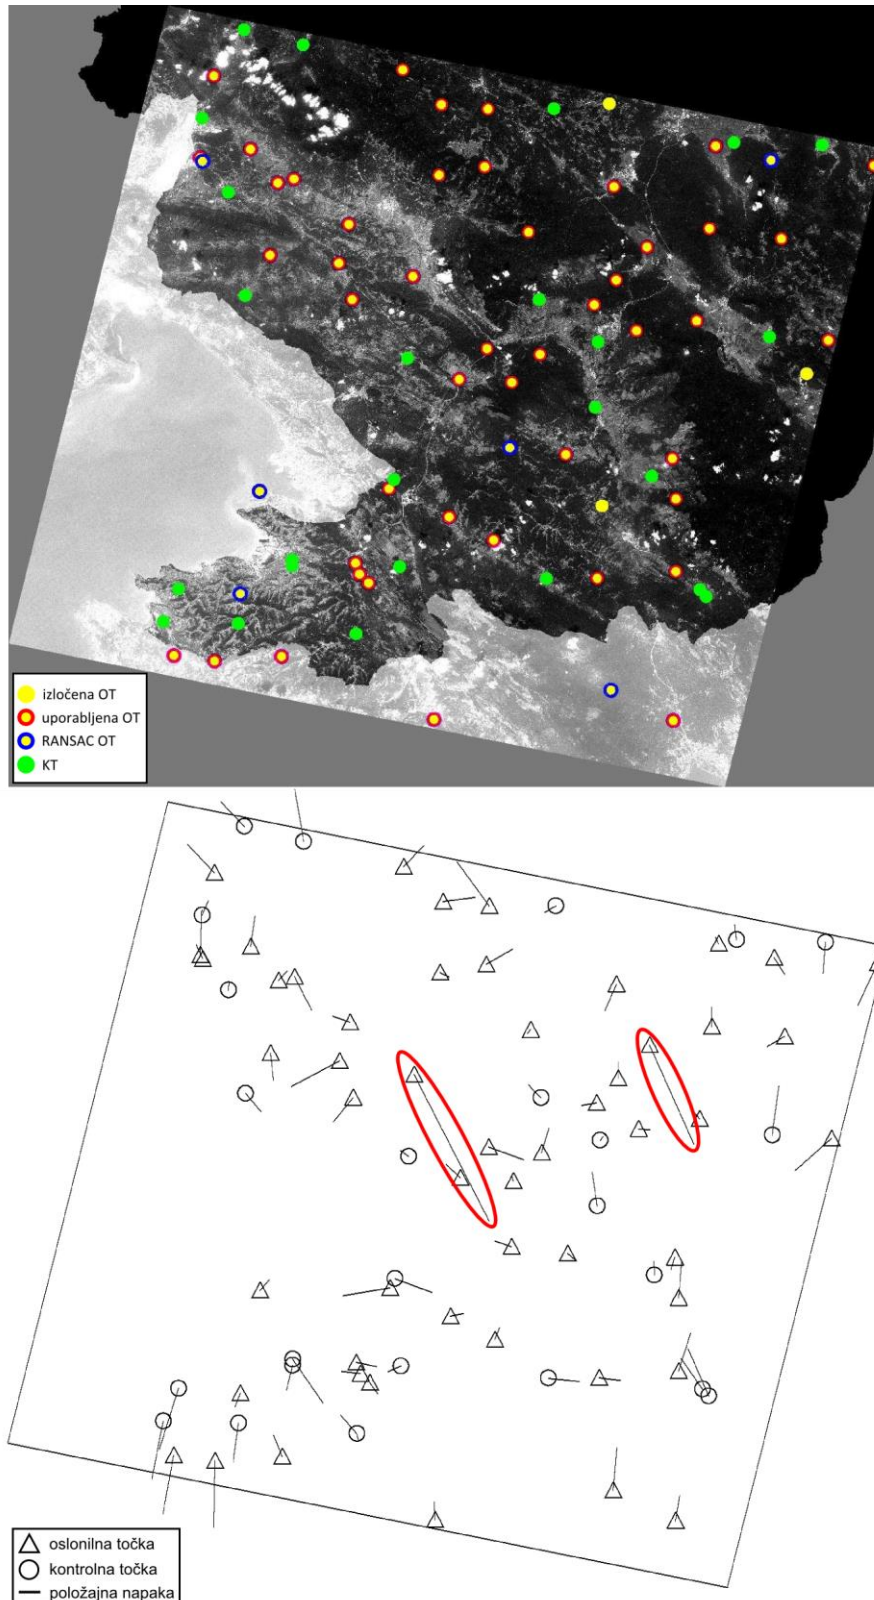 izločena OT
uporabljena OT
RANSAC OT
KT
oslonilna točka
kontrolna točka
položajna napaka